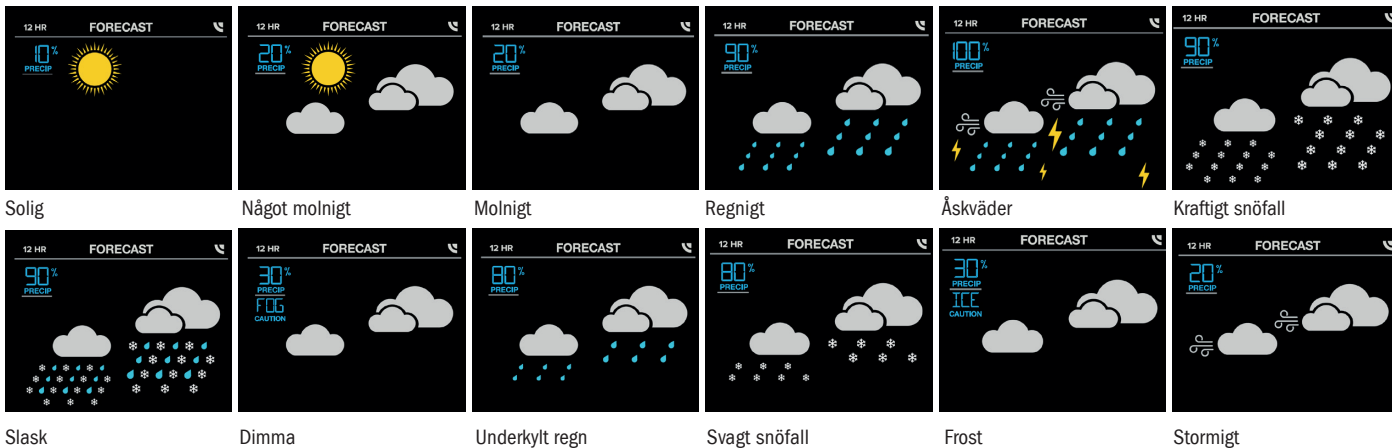 12 HR FORECAST
10%
PRECIP
Solig
12 HR FORECAST
20%
PRECIP
Något molnigt
12 HR FORECAST
20%
PRECIP
Molnigt
12 HR FORECAST
90%
PRECIP
Regnigt
12 HR FORECAST
100%
PRECIP
Åskväder
12 HR FORECAST
90%
PRECIP
Kraftigt snöfall
12 HR FORECAST
90%
PRECIP
Slask
12 HR FORECAST
30%
PRECIP
FOG
CAUTION
Dimma
12 HR FORECAST
80%
PRECIP
Underkylt regn
12 HR FORECAST
80%
PRECIP
Svagt snöfall
12 HR FORECAST
30%
PRECIP
ICE
CAUTION
Frost
12 HR FORECAST
20%
PRECIP
Stormigt